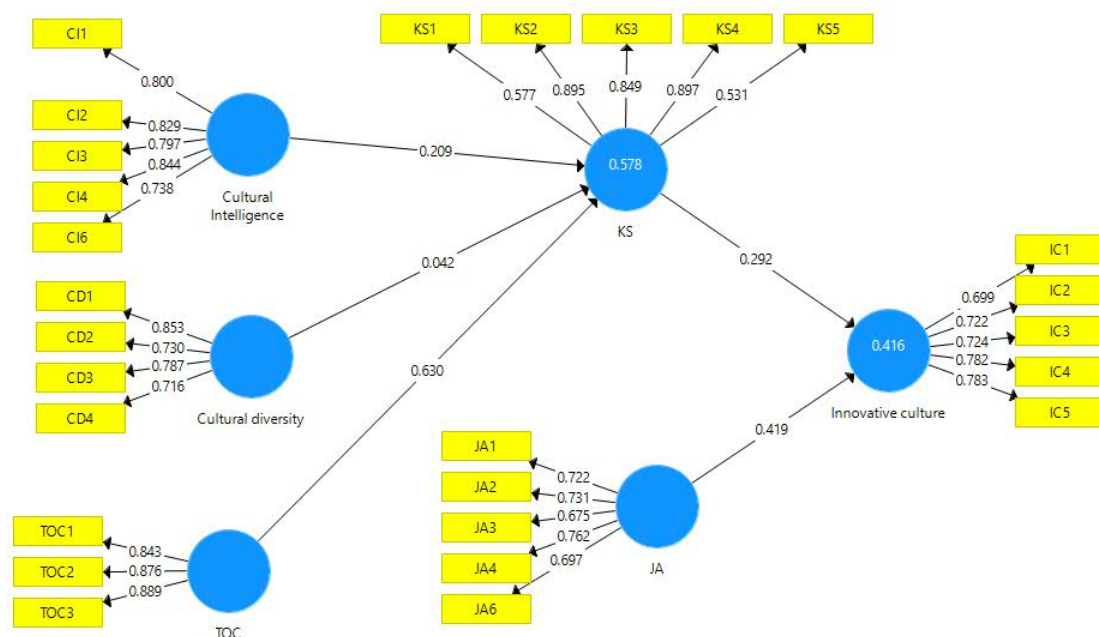 CI1
0.800
CI2
0.829
CI3
0.797
CI4
0.844
CI6
0.738
Cultural
Intelligence
0.209
KS1
KS2
KS3
KS4
KS5
0.577
0.895
0.849
0.897
0.531
0.578
KS
CD1
0.853
CD2
0.730
CD3
0.787
CD4
0.716
Cultural diversity
0.042
TOC1
0.843
TOC2
0.876
TOC3
0.889
TOC
0.630
0.292
JA1
0.722
JA2
0.731
JA3
0.675
JA4
0.762
JA6
0.697
JA
0.419
0.416
Innovative culture
IC1
0.699
IC2
0.722
IC3
0.724
IC4
0.782
IC5
0.783